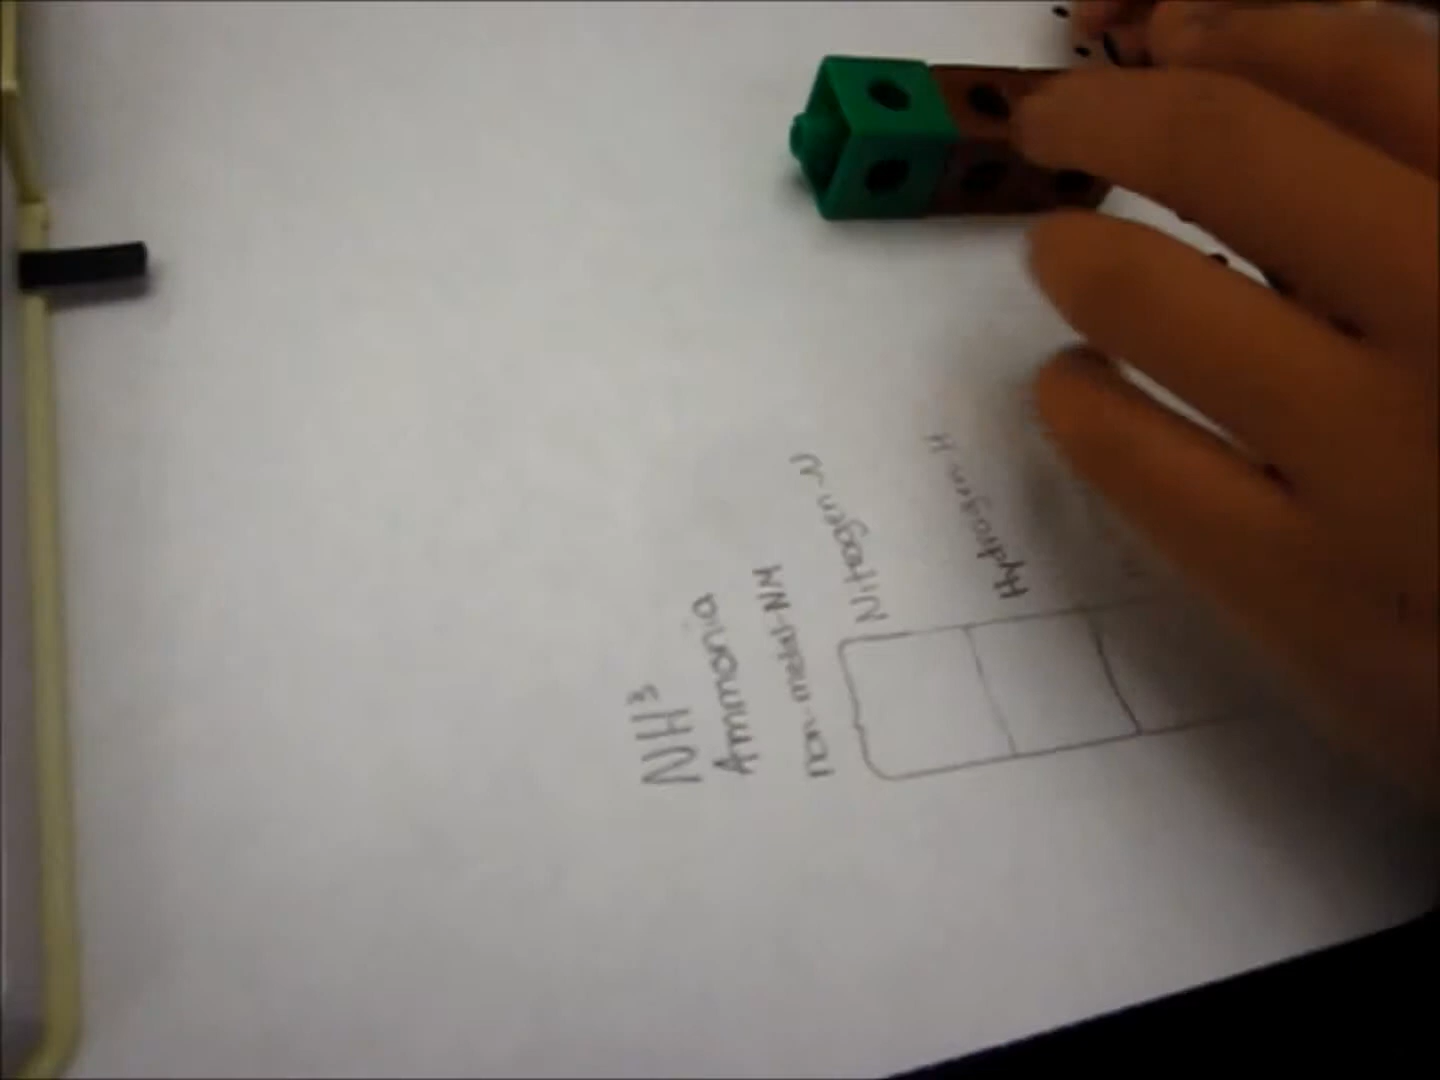 NH3
Ammonia
non-metal-NM
Nitrogen-N
Hydrogen-H